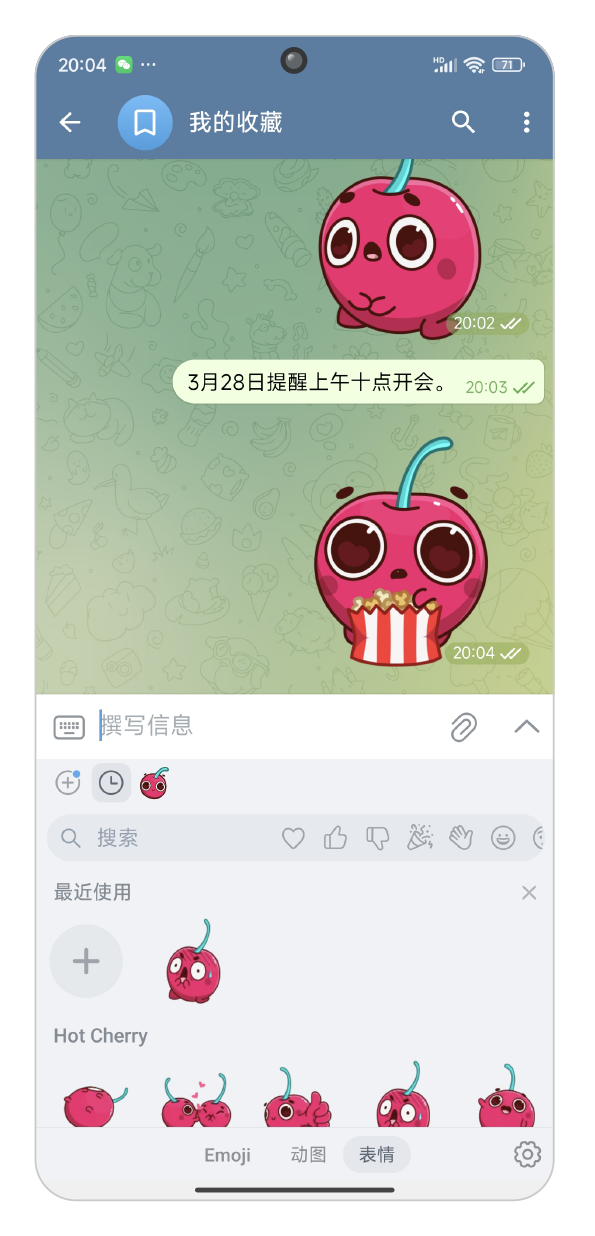 20:04 ...
HD 71
我的收藏
20:02
3月28日提醒上午十点开会。 20:03
20:04
撰写信息
搜索
最近使用
Hot Cherry
Emoji 动图 表情